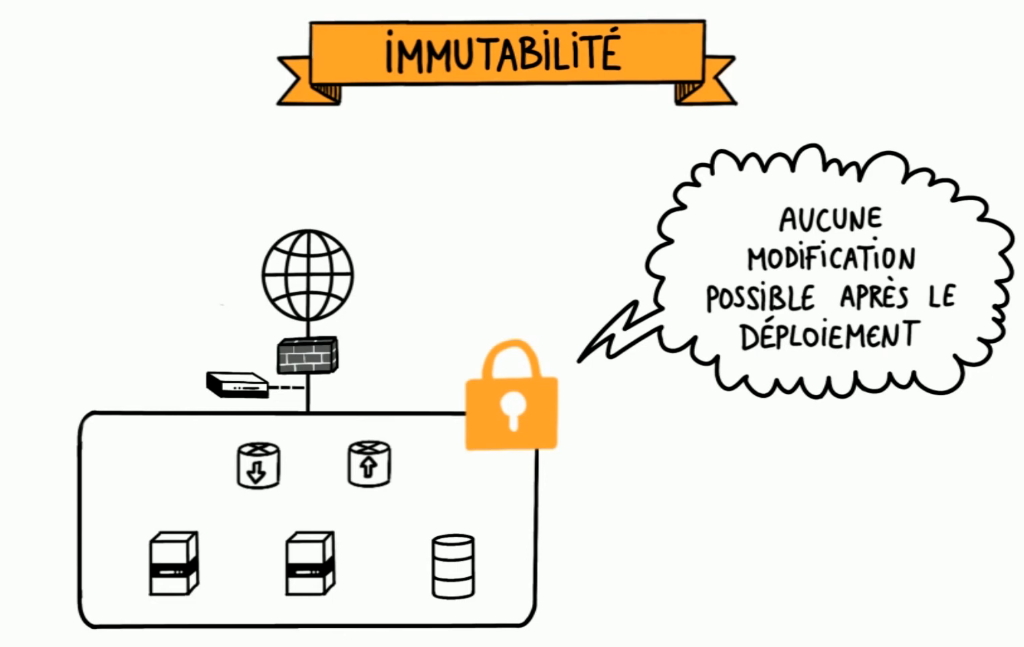 IMMUTABILITÉ
AUCUNE
MODIFICATION
POSSIBLE APRÈS LE
DÉPLOIEMENT